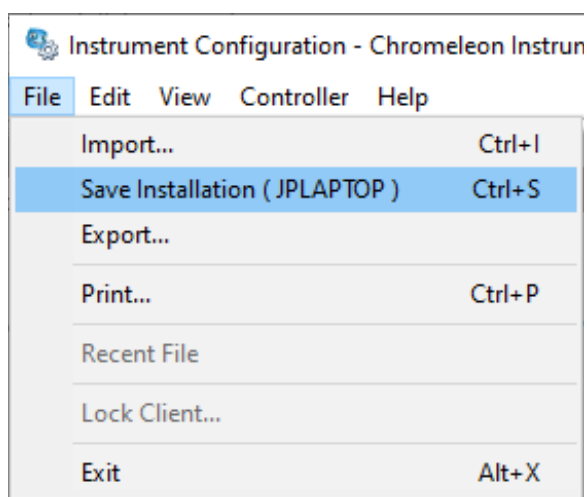 Instrument Configuration - Chromeleon Instrun
File Edit View Controller Help
Import... Ctrl+I
Save Installation ( JPLAPTOP ) Ctrl+S
Export...
Print... Ctrl+P
Recent File
Lock Client...
Exit Alt+X